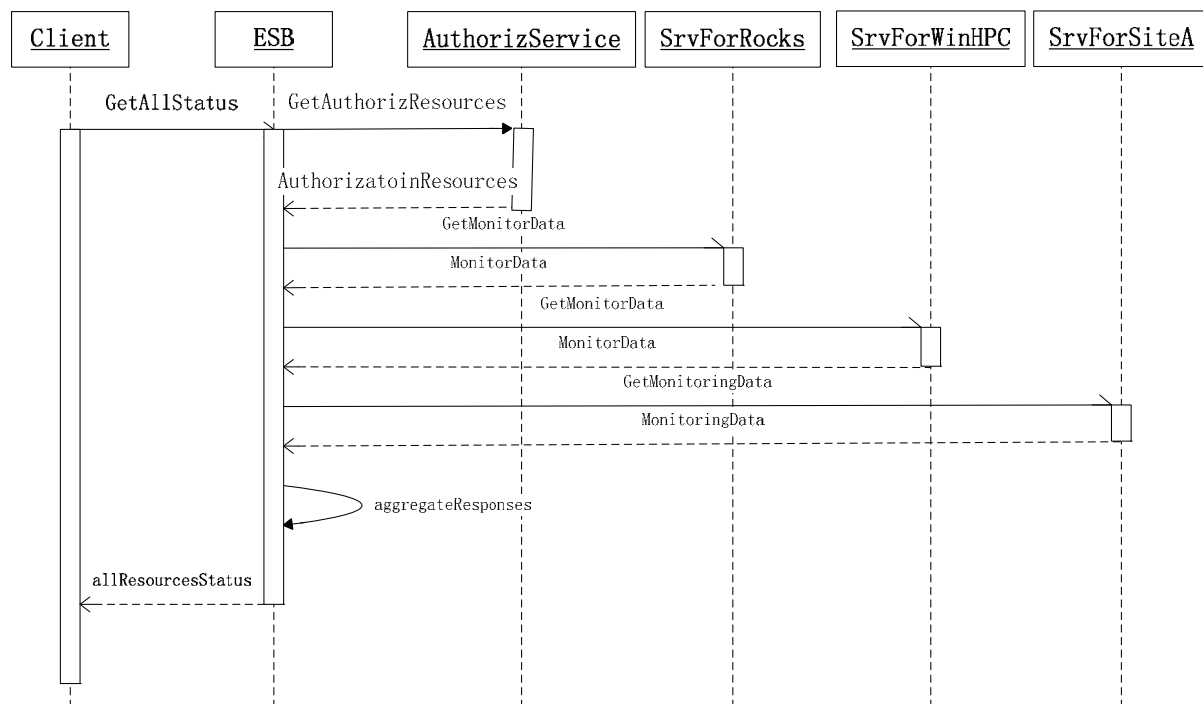 Client
ESB
AuthorizService
SrvForRocks
SrvForWinHPC
SrvForSiteA
GetAllStatus
GetAuthorizResources
AuthorizatoinResources
GetMonitorData
MonitorData
GetMonitorData
MonitorData
GetMonitoringData
MonitoringData
aggregateResponses
allResourcesStatus